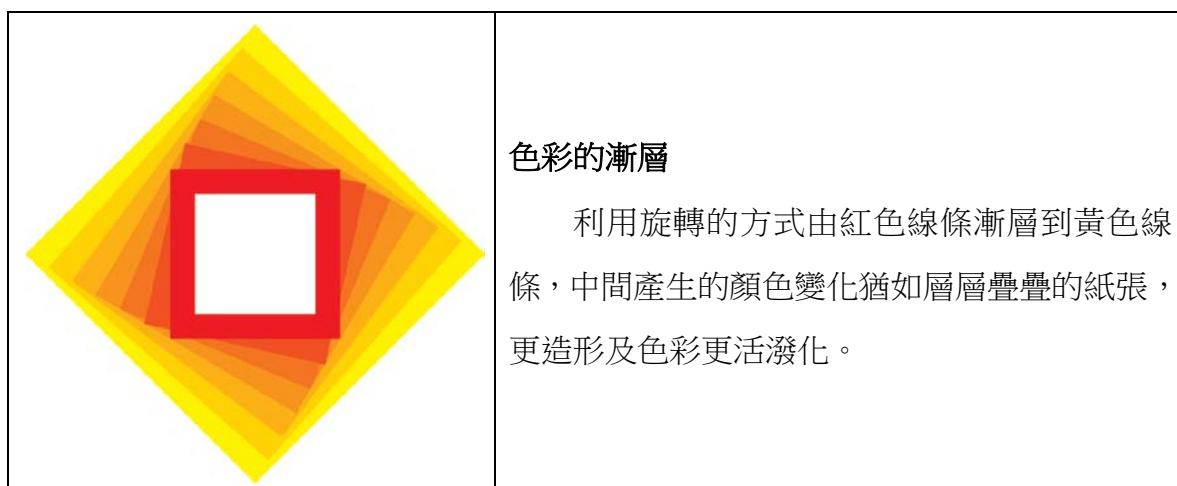 色彩的漸層
利用旋轉的方式由紅色線條漸層到黃色線
條，中間產生的顏色變化猶如層層疊疊的紙張，
更造形及色彩更活潑化。